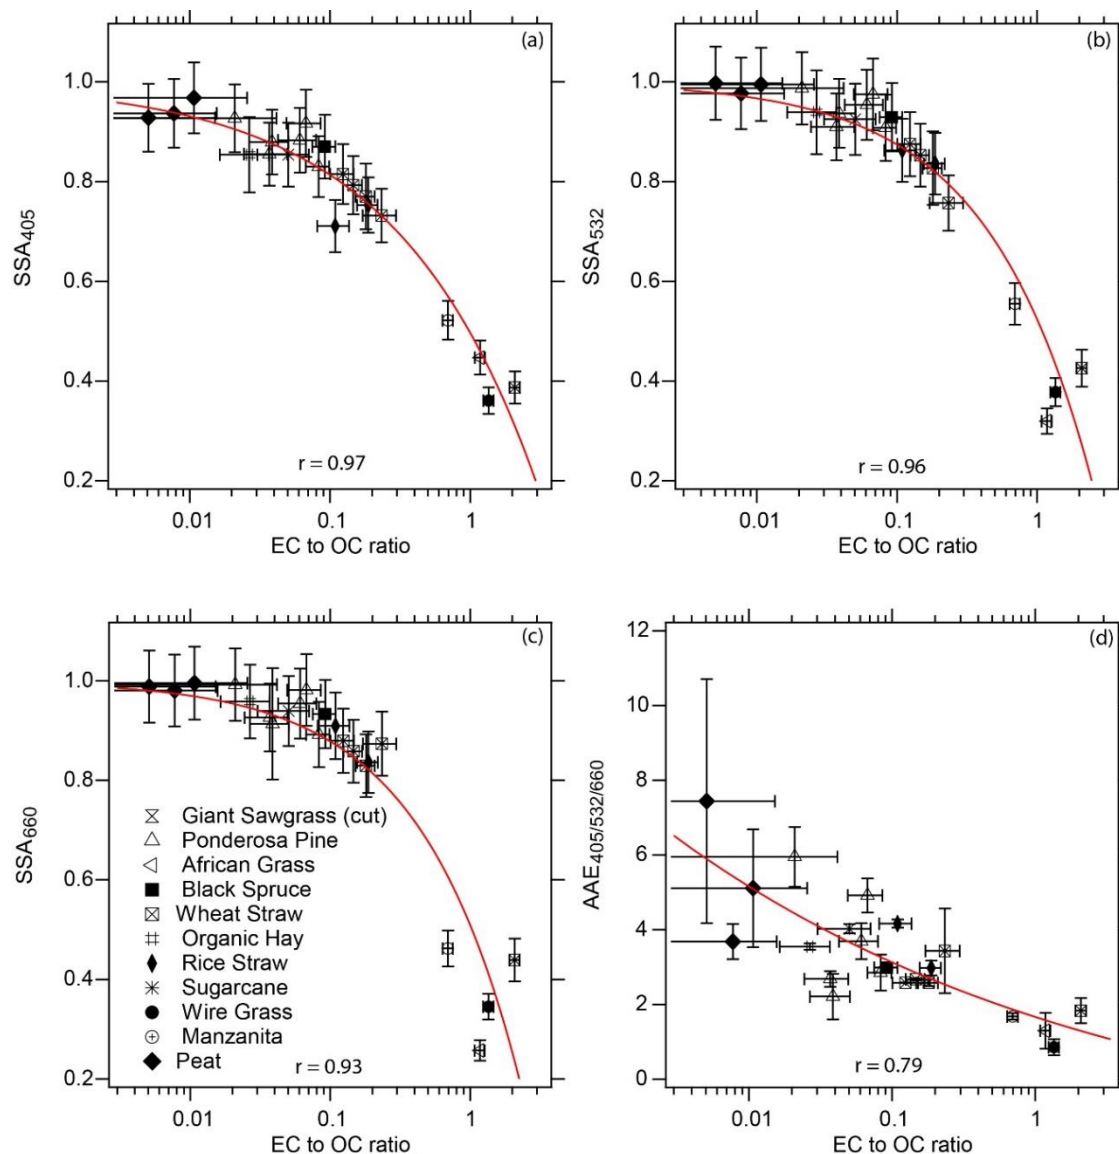 (a)
1.0
0.8
0.6
0.4
0.2
SSA405
r = 0.97
0.01 0.1 1
EC to OC ratio
(b)
1.0
0.8
0.6
0.4
0.2
SSA532
r = 0.96
0.01 0.1 1
EC to OC ratio
(c)
1.0
0.8
0.6
0.4
0.2
SSA660
Giant Sawgrass (cut)
Ponderosa Pine
African Grass
Black Spruce
Wheat Straw
Organic Hay
Rice Straw
Sugarcane
Wire Grass
Manzanita
Peat
r = 0.93
0.01 0.1 1
EC to OC ratio
(d)
12
10
8
6
4
2
0
AAE405/532/660
r = 0.79
0.01 0.1 1
EC to OC ratio